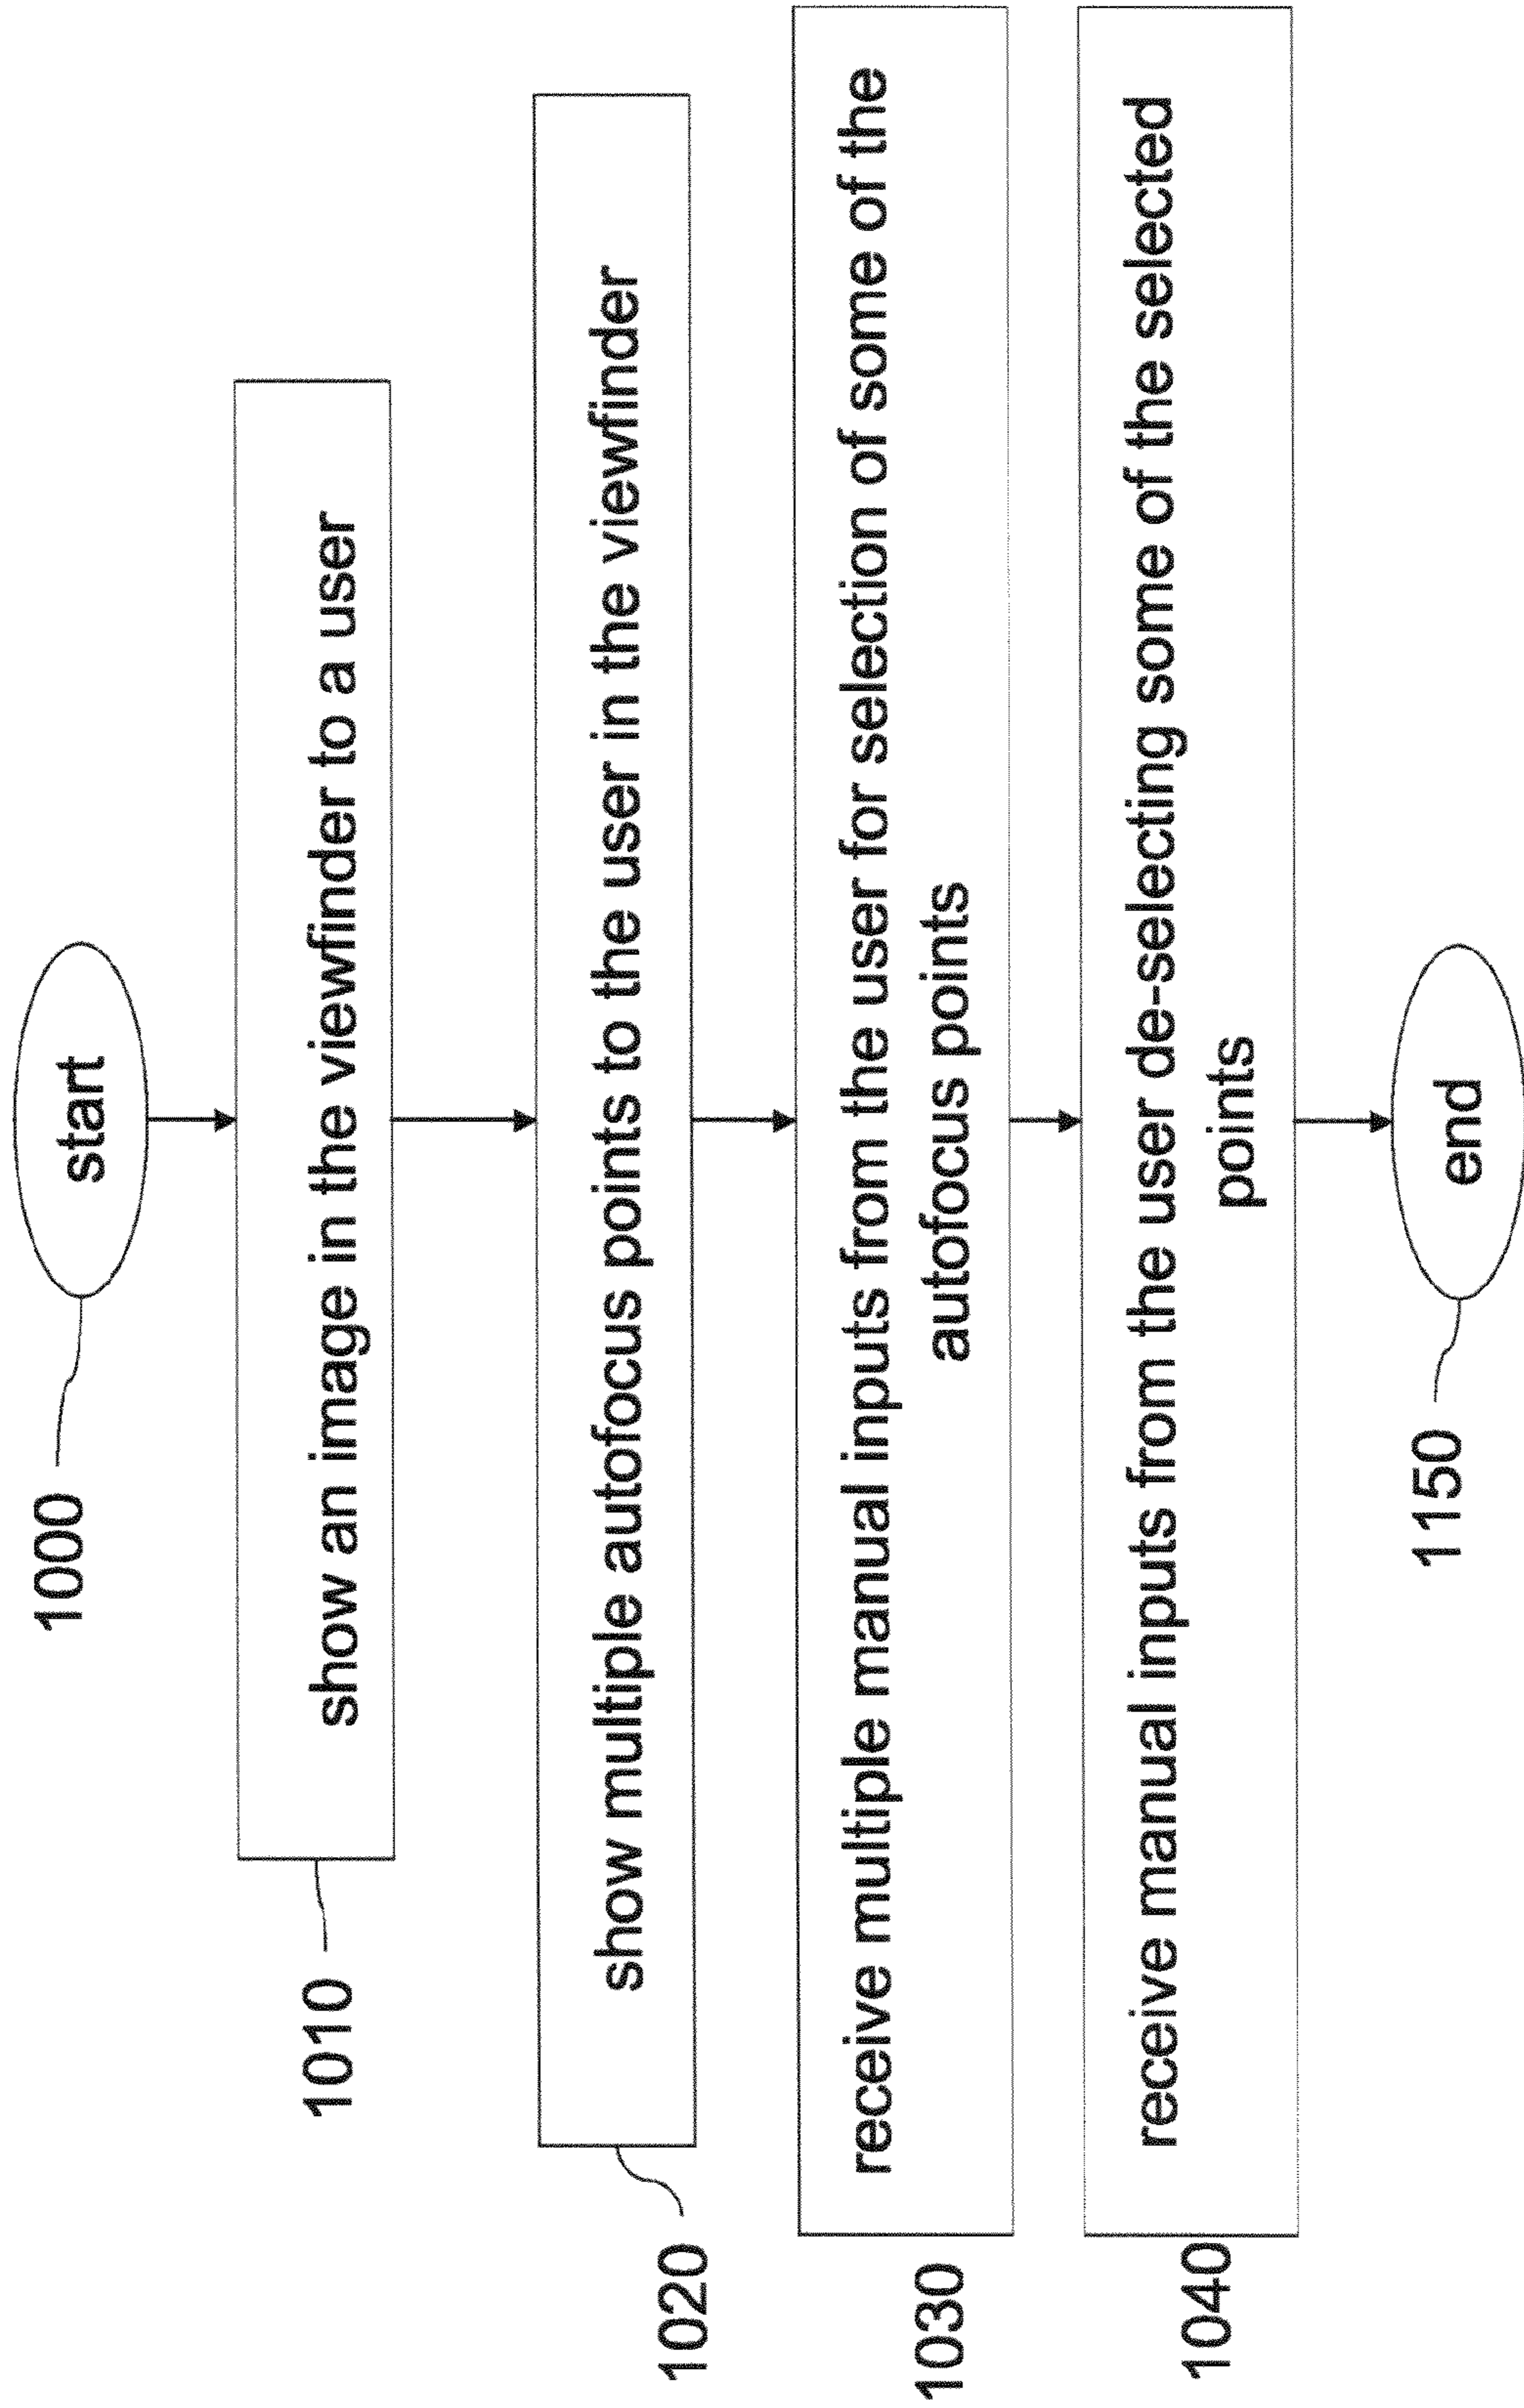 start
1000
show an image in the viewfinder to a user
1010
show multiple autofocus points to the user in the viewfinder
1020
receive multiple manual inputs from the user for selection of some of the
autofocus points
1030
receive manual inputs from the user de-selecting some of the selected
points
1040
end
1150